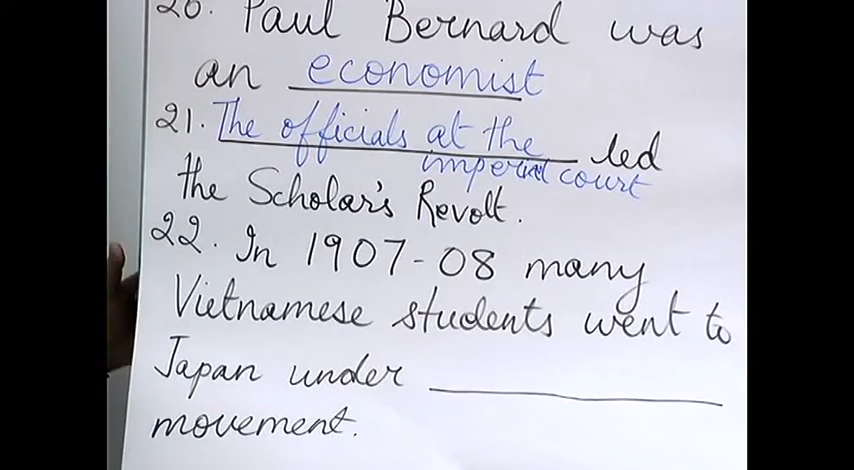 20. Paul Bernard was
an economist
21. The officials at the led
imperial court
the Scholar's Revolt.
22. In 1907-08 many
Vietnamese students went to
Japan under ____________
movement.